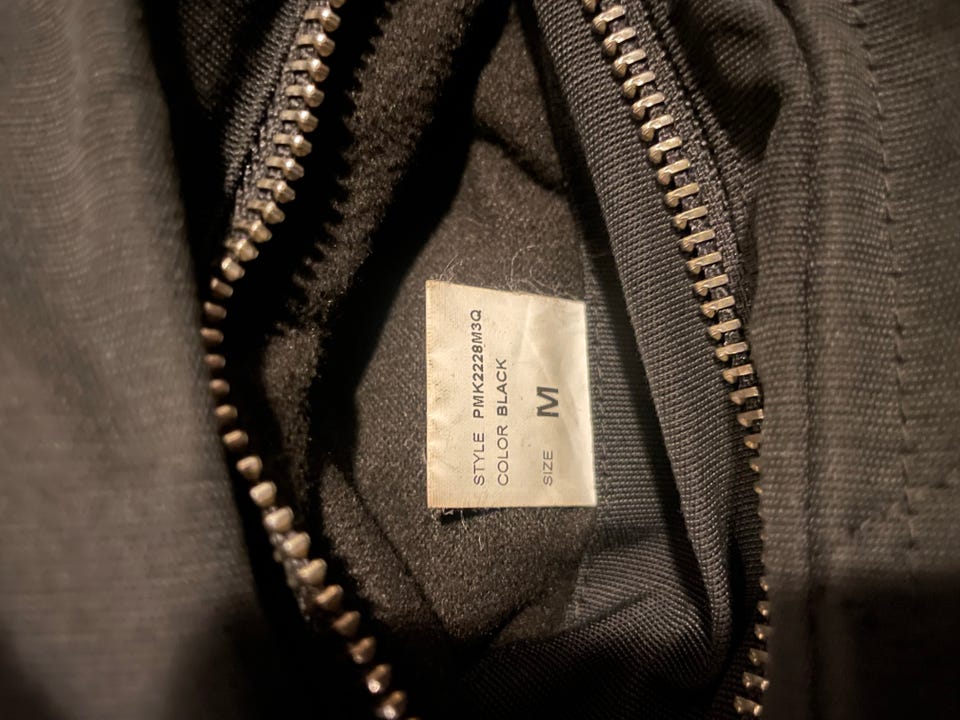 STYLE PMK2228M3Q
COLOR BLACK
SIZE M